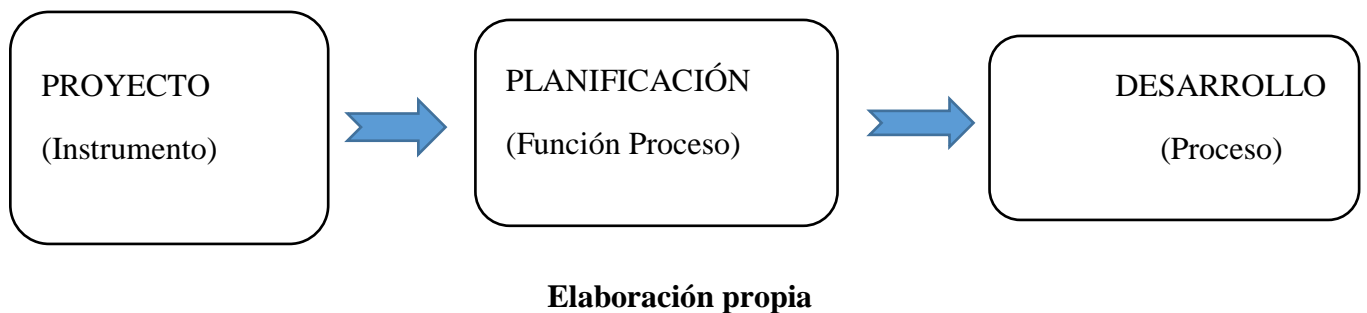 PROYECTO
(Instrumento)
PLANIFICACIÓN
(Función Proceso)
DESARROLLO
(Proceso)
Elaboración propia